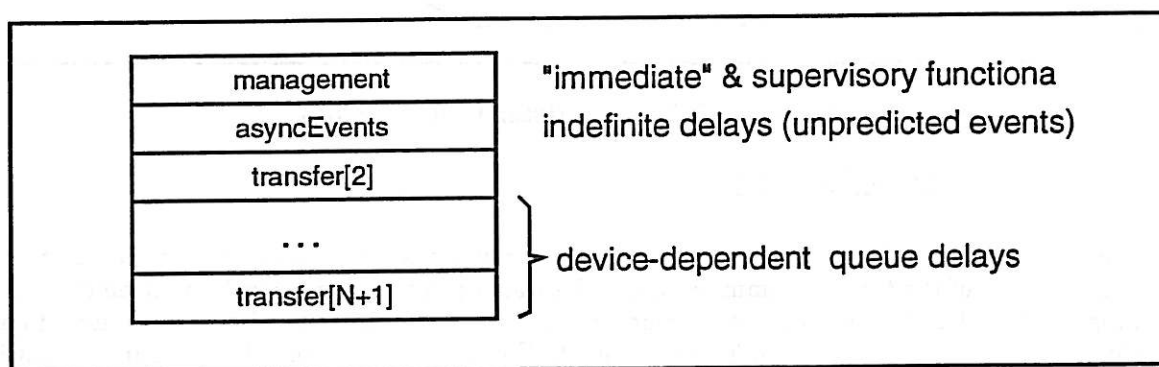 management
"immediate" & supervisory functiona
asyncEvents
indefinite delays (unpredicted events)
transfer[2]
...
device-dependent queue delays
transfer[N+1]